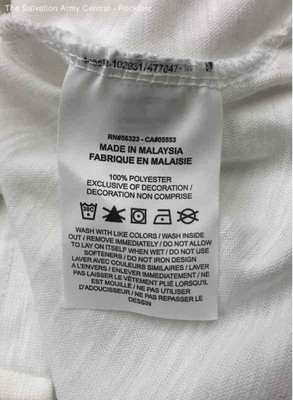 The Salvation Army Central - Rockford
RN#56323 - CA#05553
MADE IN MALAYSIA
FABRIQUE EN MALAISIE
100% POLYESTER
EXCLUSIVE OF DECORATION /
DECORATION NON COMPRISE
WASH WITH LIKE COLORS / WASH INSIDE
OUT / REMOVE IMMEDIATELY / DO NOT ALLOW
TO LAY ON ITSELF WHEN WET / DO NOT USE
SOFTENERS / DO NOT IRON DESIGN
LAVER AVEC COULEURS SIMILAIRES / LAVER
A L'ENVERS / ENLEVER IMMEDIATEMENT / NE
PAS LAISSER LE VÊTEMENT PLIÉ LORSQU'IL
EST MOUILLÉ / NE PAS UTILISER
D'ADOUCISSEUR / NE PAS REPASSER LE
DESSIN